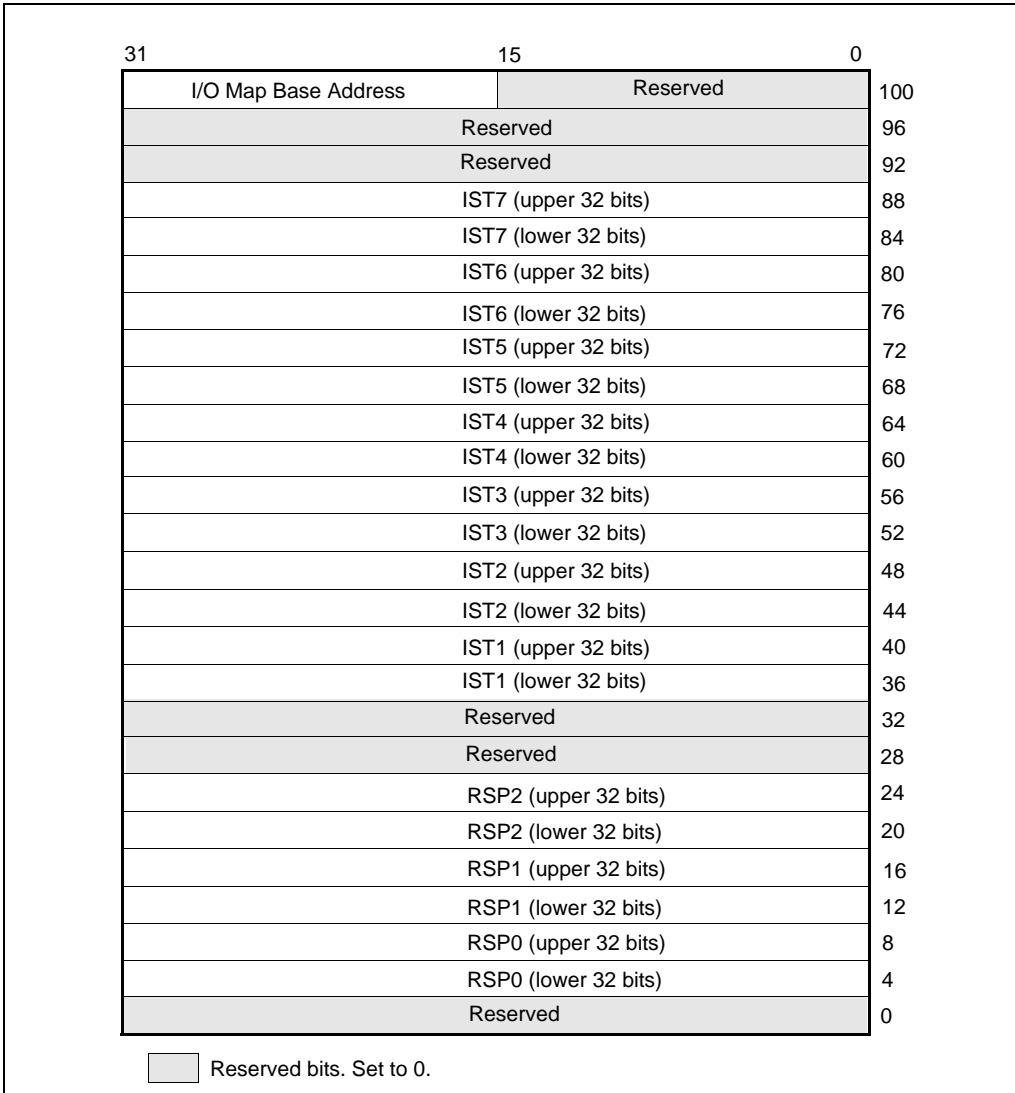 31 15 0
I/O Map Base Address Reserved 100
Reserved 96
Reserved 92
IST7 (upper 32 bits) 88
IST7 (lower 32 bits) 84
IST6 (upper 32 bits) 80
IST6 (lower 32 bits) 76
IST5 (upper 32 bits) 72
IST5 (lower 32 bits) 68
IST4 (upper 32 bits) 64
IST4 (lower 32 bits) 60
IST3 (upper 32 bits) 56
IST3 (lower 32 bits) 52
IST2 (upper 32 bits) 48
IST2 (lower 32 bits) 44
IST1 (upper 32 bits) 40
IST1 (lower 32 bits) 36
Reserved 32
Reserved 28
RSP2 (upper 32 bits) 24
RSP2 (lower 32 bits) 20
RSP1 (upper 32 bits) 16
RSP1 (lower 32 bits) 12
RSP0 (upper 32 bits) 8
RSP0 (lower 32 bits) 4
Reserved 0
Reserved bits. Set to 0.